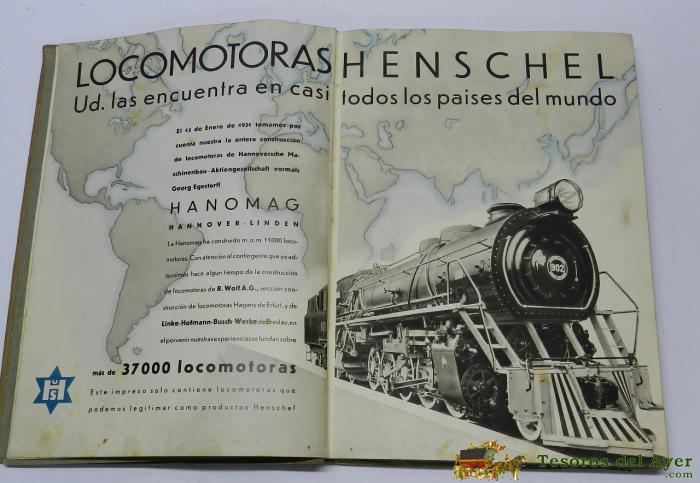 LOCOMOTORAS HENSCHEL
Ud. las encuentra en casi todos los paises del mundo
El 15 de Enero de 1931 tomamos por
cuenta nuestra la entera construcción
de locomotoras de Hannoversche Ma-
schinenbau-Aktiengesellschaft vormals
Georg Egestorff
HANOMAG
HANNOVER-LINDEN
La Hanomag ha construido m.o.m. 11000 loco-
motoras. Con atención al contingente que ya ad-
quisimos hace algun tiempo de la construcción
de locomotoras de R. Wolf A.G., sección con-
strucción de locomotoras Hagans de Erfurt, y de
Linke-Hofmann-Busch-Werke de Breslau, en
el porvenir nuestras experiencias se fundan sobre
más de 37000 locomotoras
Este impreso solo contiene locomotoras que
podemos legitimar como productos Henschel
902
902
Tesoros del Ayer
.com